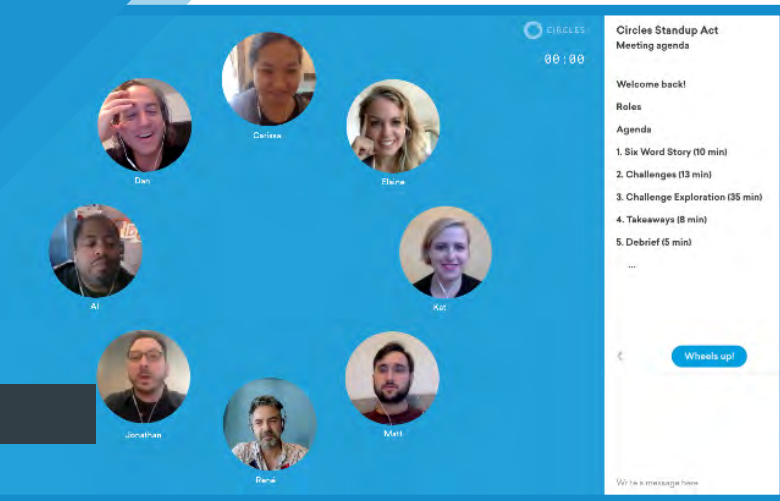 CIRCLES
00:00
Carissa
Dan
Elaine
Al
Kat
Jonathan
Matt
René
Circles Standup Act
Meeting agenda
Welcome back!
Roles
Agenda
1. Six Word Story (10 min)
2. Challenges (13 min)
3. Challenge Exploration (35 min)
4. Takeaways (8 min)
5. Debrief (5 min)
...
Wheels up!
Write a message here